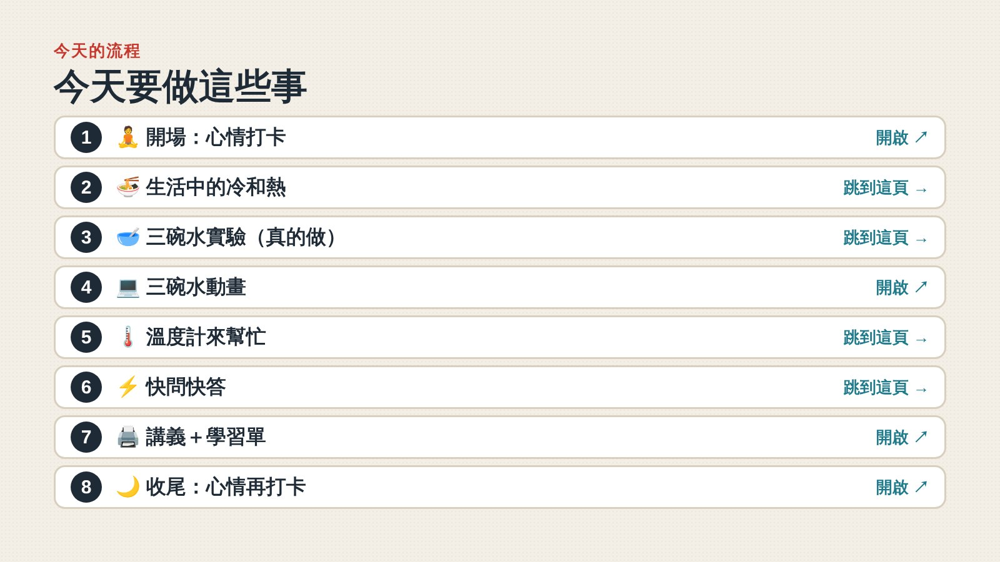 今天的流程
今天要做這些事
1 🧘 開場：心情打卡 開啟 ↗
2 🍜 生活中的冷和熱 跳到這頁 →
3 🥣 三碗水實驗（真的做） 跳到這頁 →
4 💻 三碗水動畫 開啟 ↗
5 🌡️ 溫度計來幫忙 跳到這頁 →
6 ⚡ 快問快答 跳到這頁 →
7 🖨️ 講義＋學習單 開啟 ↗
8 🌙 收尾：心情再打卡 開啟 ↗